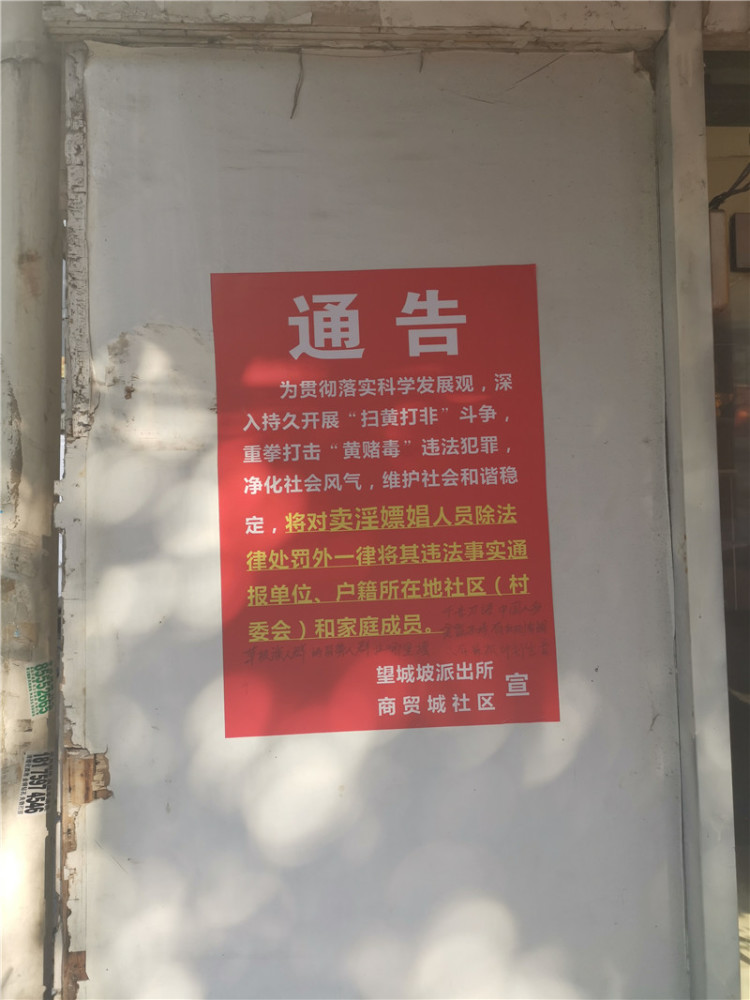 通告
为贯彻落实科学发展观，深
入持久开展“扫黄打非”斗争，
重拳打击“黄赌毒”违法犯罪，
净化社会风气，维护社会和谐稳
定，将对卖淫嫖娼人员除法
律处罚外一律将其违法事实通
报单位、户籍所在地社区（村
委会）和家庭成员。
望城坡派出所
商贸城社区
宣